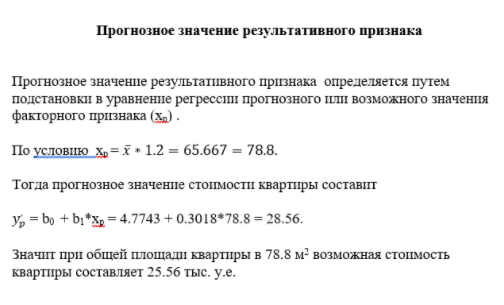 Прогнозное значение результативного признака
Прогнозное значение результативного признака определяется путем
подстановки в уравнение регрессии прогнозного или возможного значения
факторного признака (xₚ) .
По условию xₚ = x̄ * 1.2 = 65.667 = 78.8.
Тогда прогнозное значение стоимости квартиры составит
y′ₚ = b₀ + b₁*xₚ = 4.7743 + 0.3018*78.8 = 28.56.
Значит при общей площади квартиры в 78.8 м² возможная стоимость
квартиры составляет 25.56 тыс. у.е.